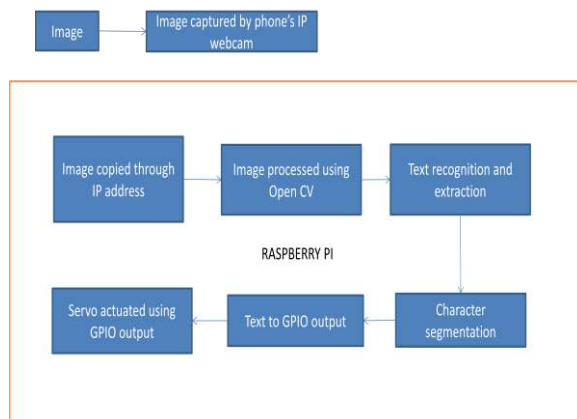 Image
Image captured by phone's IP
webcam
Image copied through
IP address
Image processed using
Open CV
Text recognition and
extraction
RASPBERRY PI
Servo actuated using
GPIO output
Text to GPIO output
Character
segmentation